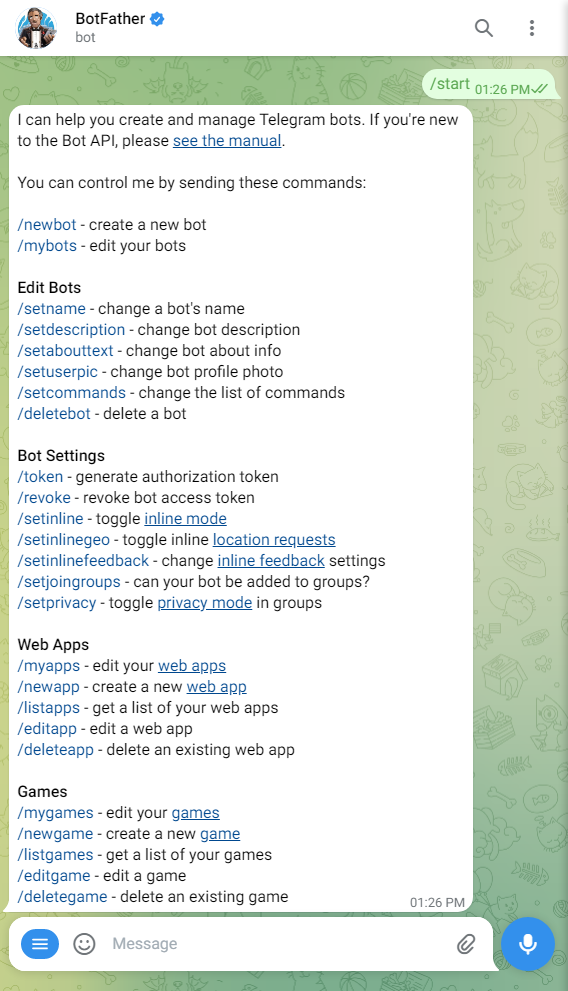 BotFather
bot
/start 01:26 PM
I can help you create and manage Telegram bots. If you're new
to the Bot API, please see the manual.
You can control me by sending these commands:
/newbot - create a new bot
/mybots - edit your bots
Edit Bots
/setname - change a bot's name
/setdescription - change bot description
/setabouttext - change bot about info
/setuserpic - change bot profile photo
/setcommands - change the list of commands
/deletebot - delete a bot
Bot Settings
/token - generate authorization token
/revoke - revoke bot access token
/setinline - toggle inline mode
/setinlinegeo - toggle inline location requests
/setinlinefeedback - change inline feedback settings
/setjoingroups - can your bot be added to groups?
/setprivacy - toggle privacy mode in groups
Web Apps
/myapps - edit your web apps
/newapp - create a new web app
/listapps - get a list of your web apps
/editapp - edit a web app
/deleteapp - delete an existing web app
Games
/mygames - edit your games
/newgame - create a new game
/listgames - get a list of your games
/editgame - edit a game
/deletegame - delete an existing game
01:26 PM
Message